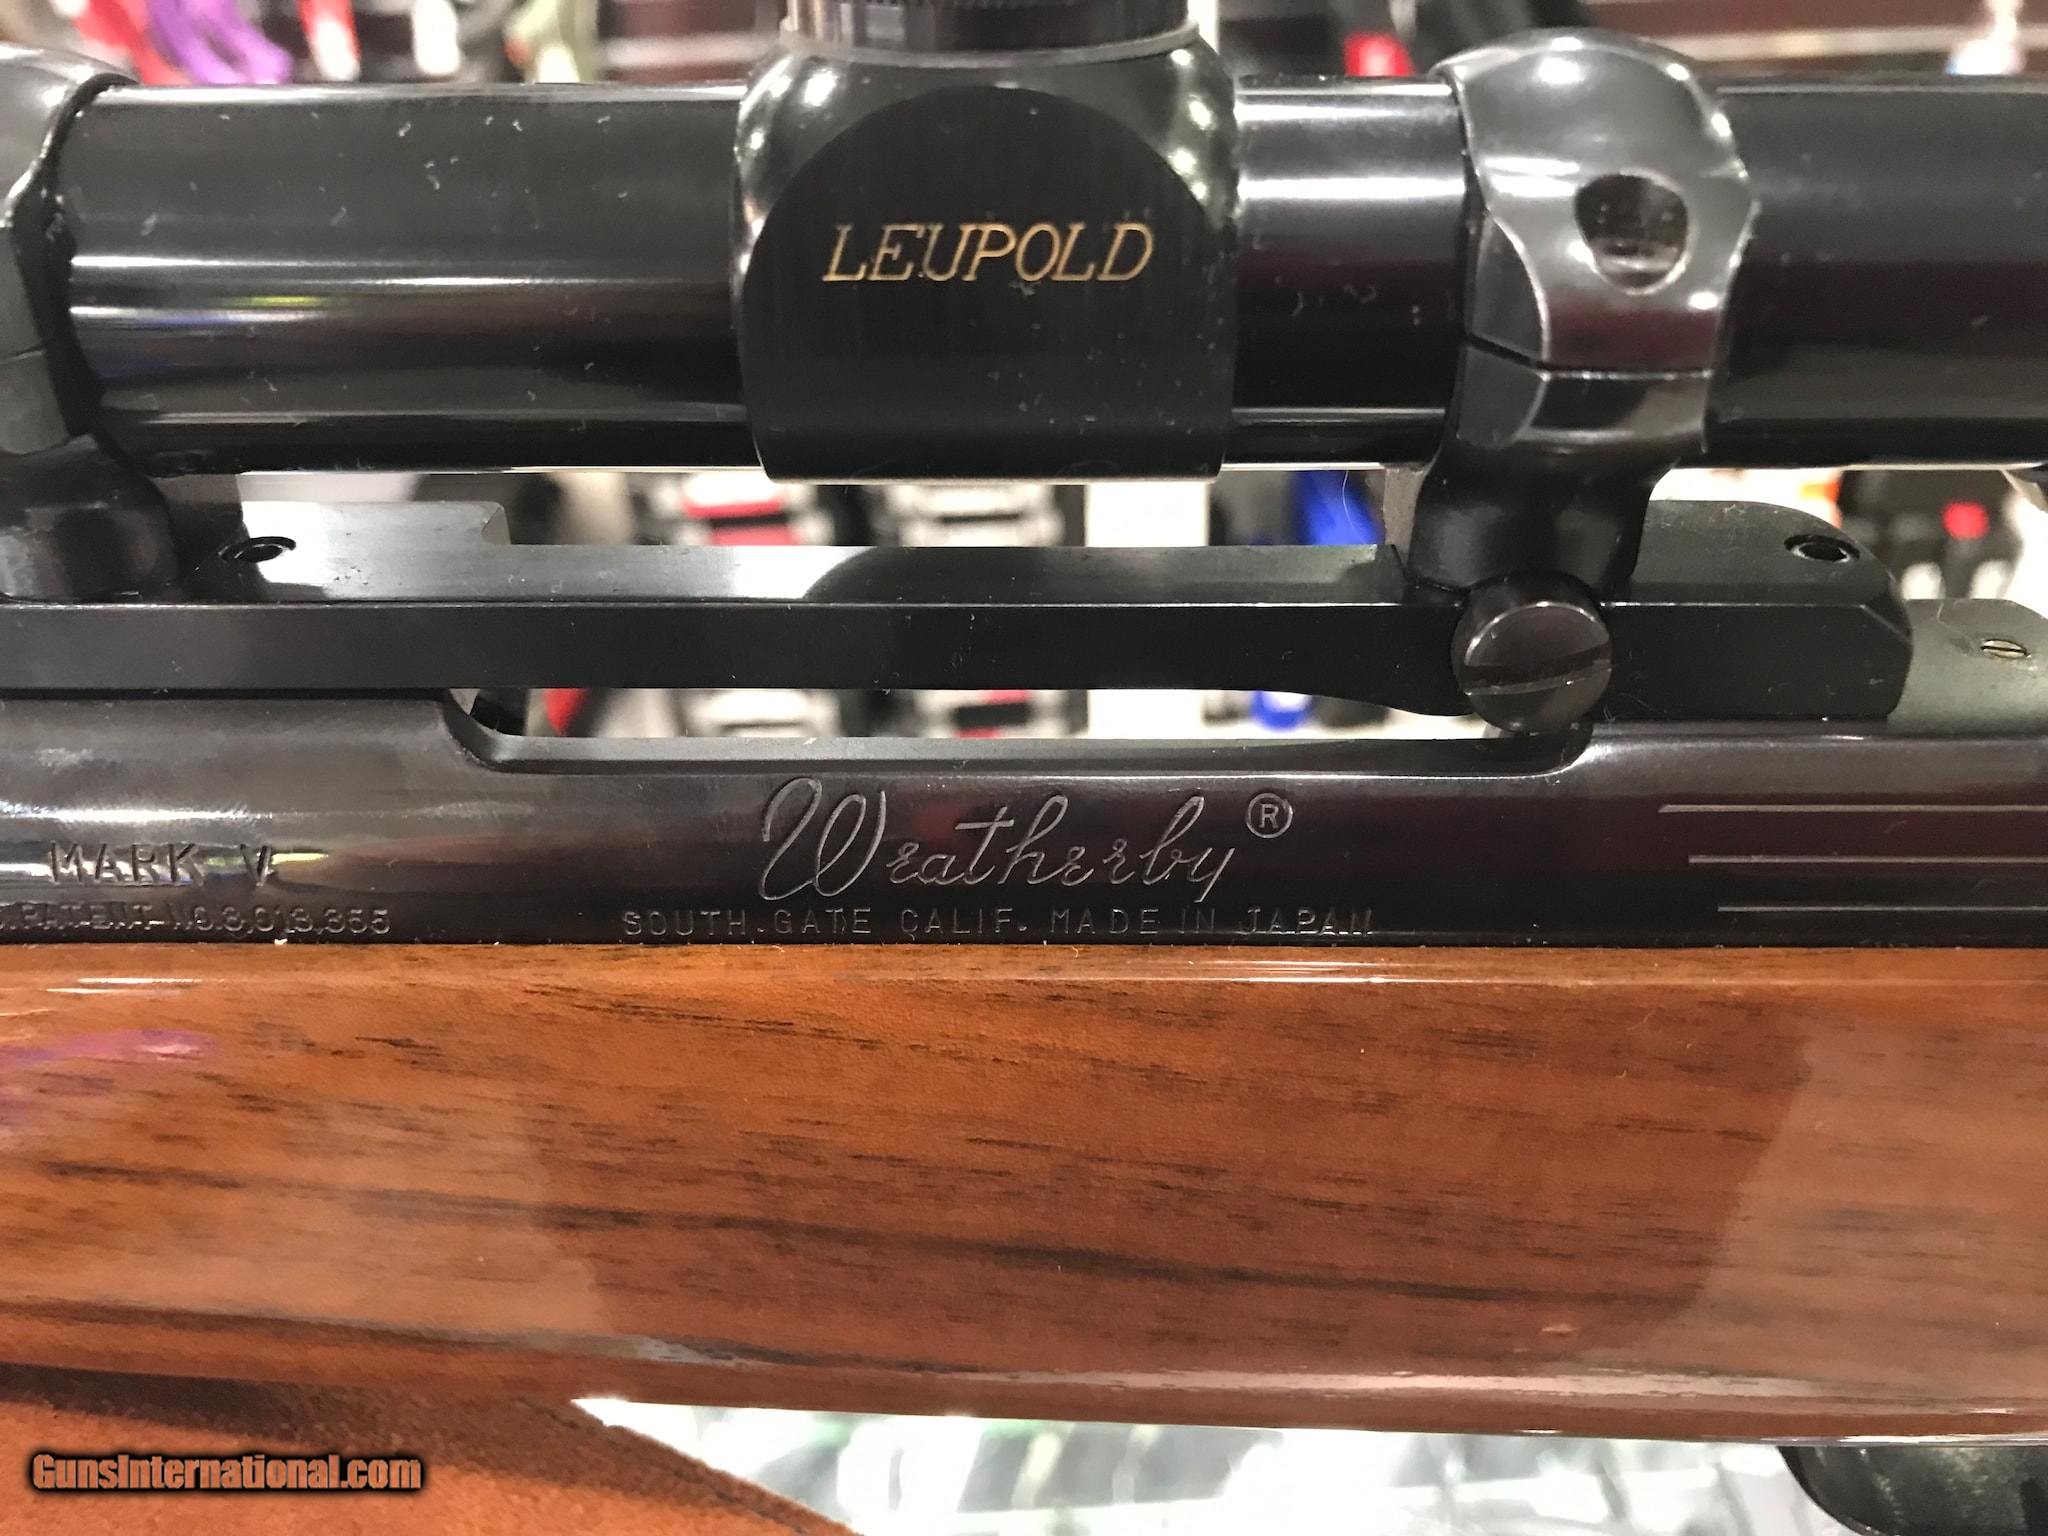 LEUPOLD
Weatherby ®
MARK V
PATENT NO. 3,013,355
SOUTH GATE CALIF. MADE IN JAPAN
GunsInternational.com